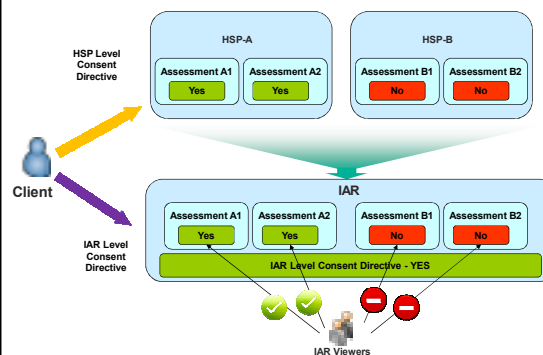 HSP-A
HSP-B
HSP Level
Consent
Directive
Assessment A1
Assessment A2
Assessment B1
Assessment B2
Yes
Yes
No
No
Client
IAR
Assessment A1
Assessment A2
Assessment B1
Assessment B2
Yes
Yes
No
No
IAR Level
Consent
Directive
IAR Level Consent Directive - YES
IAR Viewers